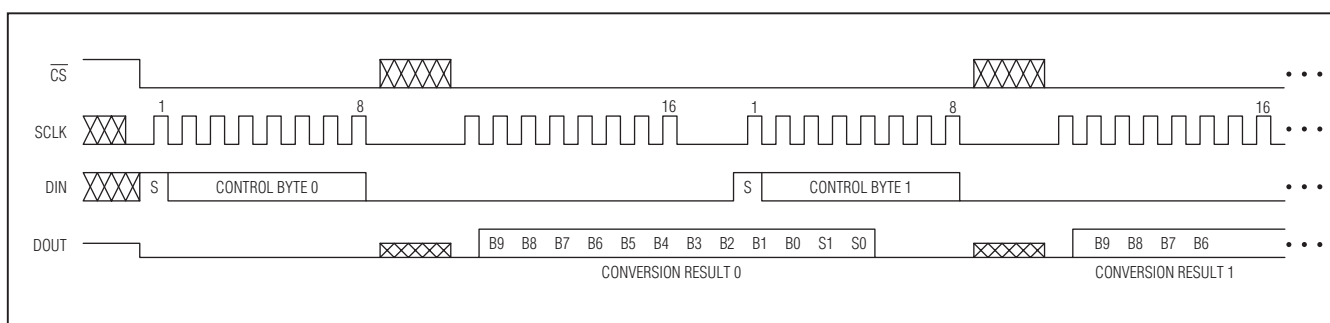 CS
1 8 16 1 8 16
SCLK
DIN S CONTROL BYTE 0 S CONTROL BYTE 1
DOUT B9 B8 B7 B6 B5 B4 B3 B2 B1 B0 S1 S0 B9 B8 B7 B6
CONVERSION RESULT 0 CONVERSION RESULT 1